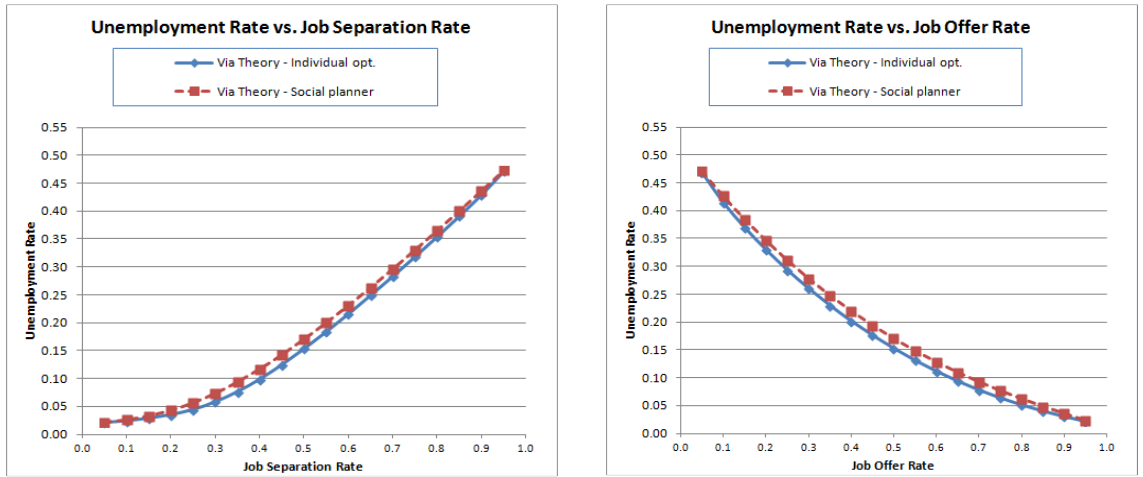 Unemployment Rate vs. Job Separation Rate
Via Theory - Individual opt.
Via Theory - Social planner
Unemployment Rate
0.55
0.50
0.45
0.40
0.35
0.30
0.25
0.20
0.15
0.10
0.05
0.00
0.0 0.1 0.2 0.3 0.4 0.5 0.6 0.7 0.8 0.9 1.0
Job Separation Rate
Unemployment Rate vs. Job Offer Rate
Via Theory - Individual opt.
Via Theory - Social planner
Unemployment Rate
0.55
0.50
0.45
0.40
0.35
0.30
0.25
0.20
0.15
0.10
0.05
0.00
0.0 0.1 0.2 0.3 0.4 0.5 0.6 0.7 0.8 0.9 1.0
Job Offer Rate